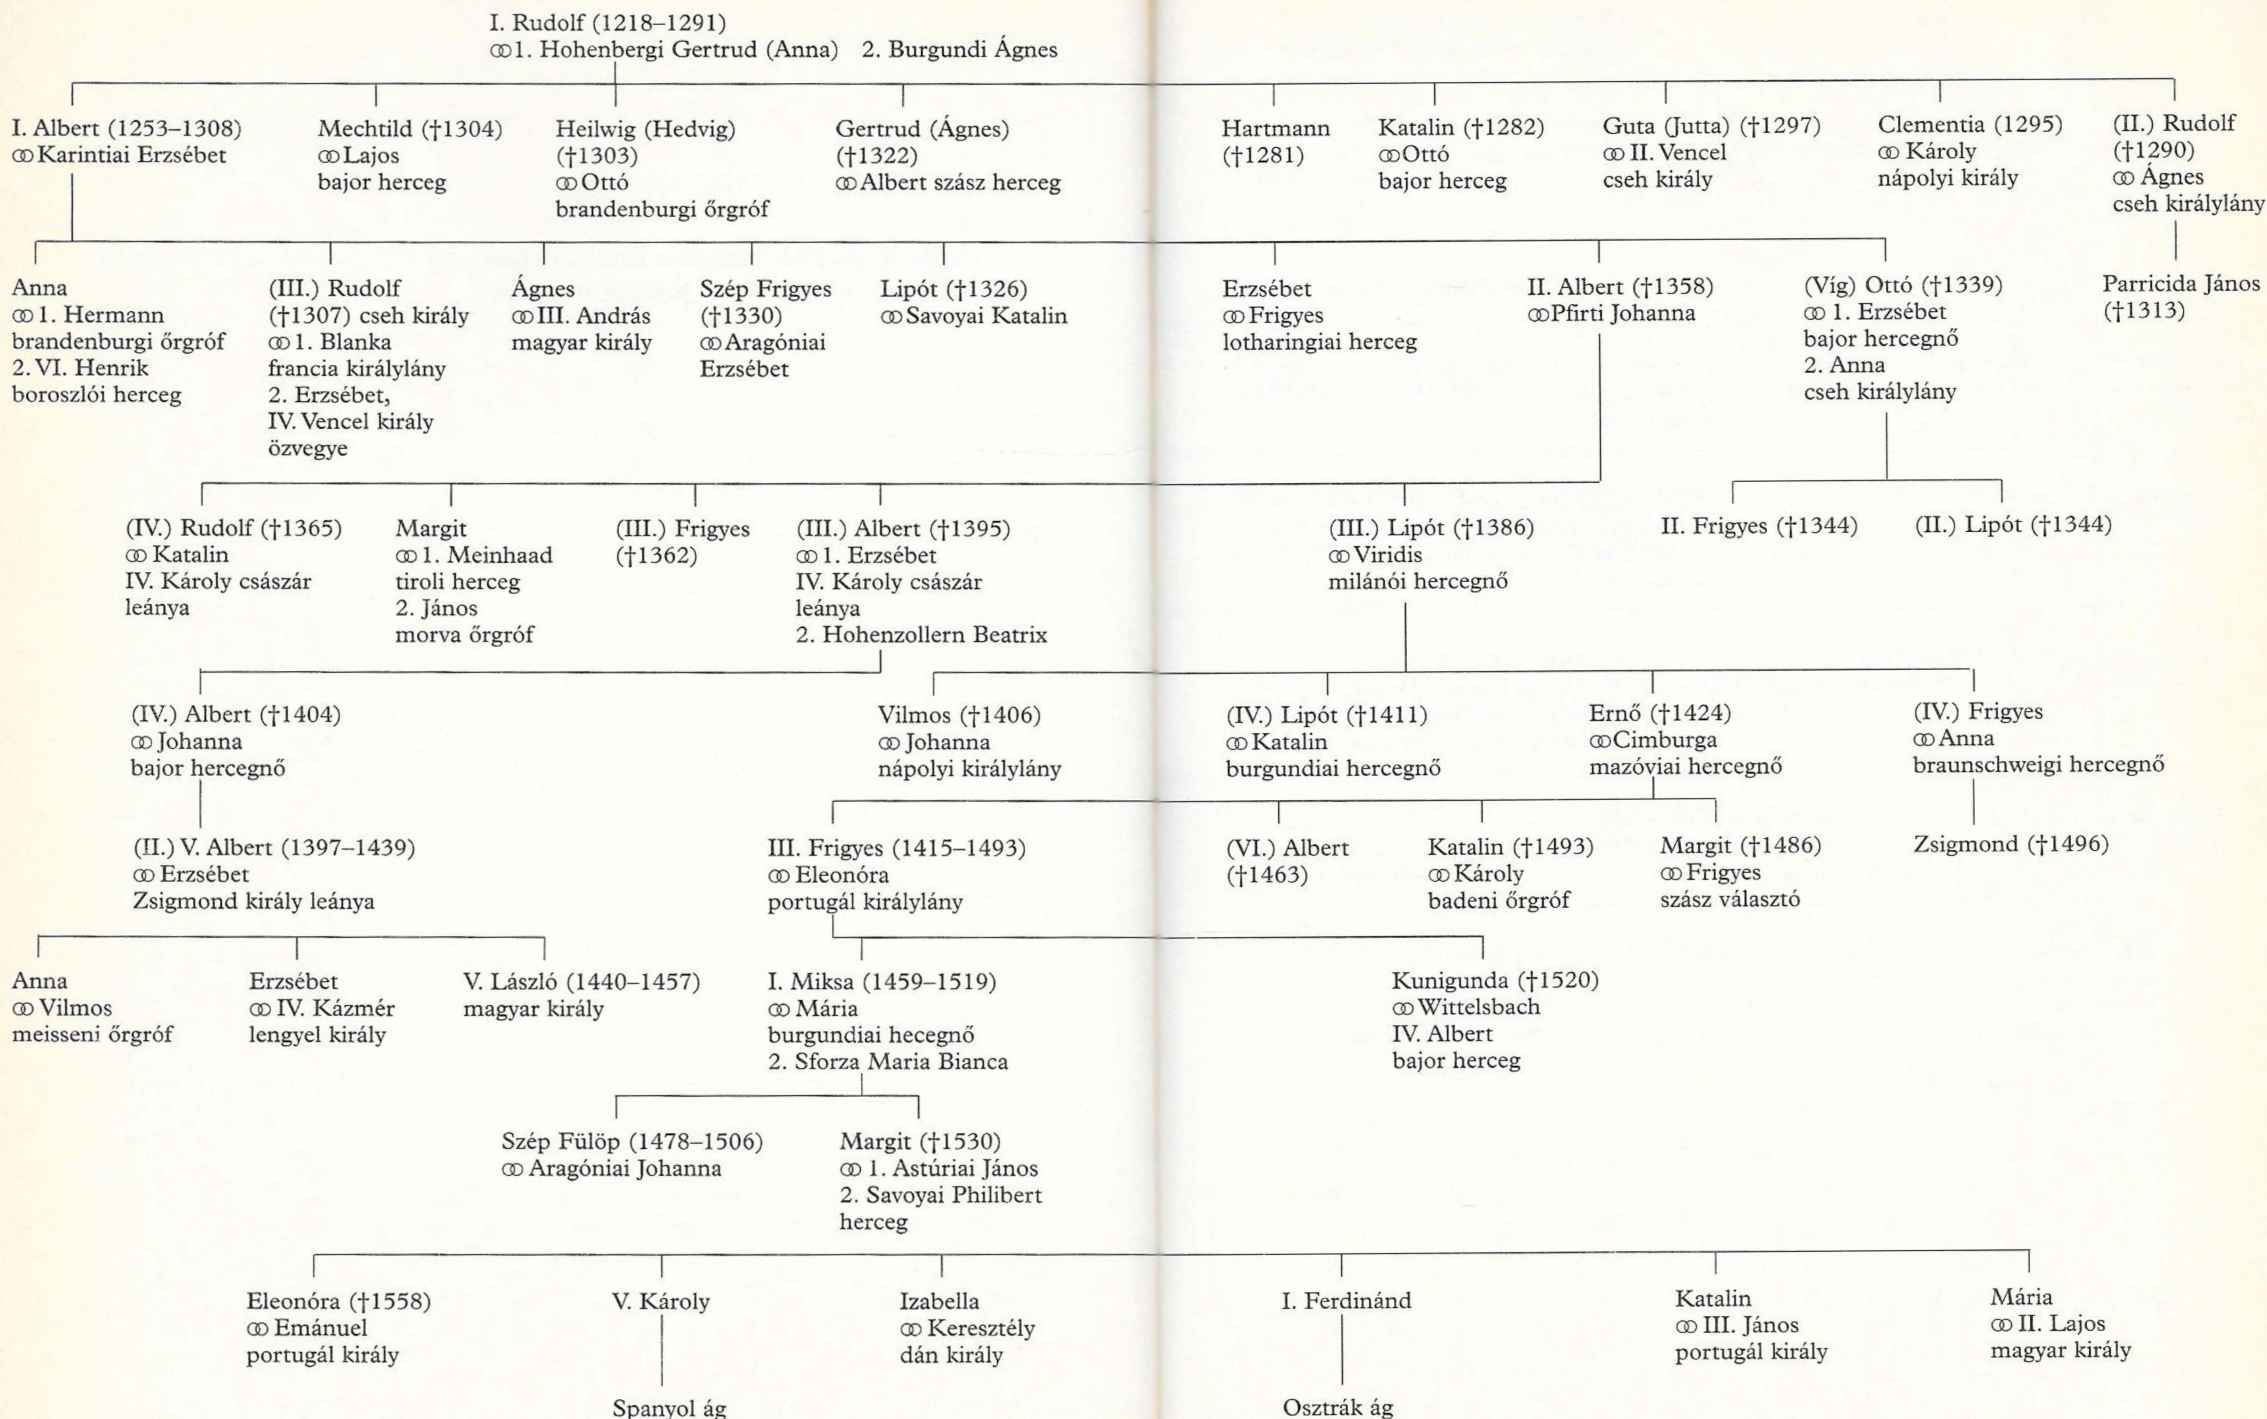 I. Rudolf (1218–1291)
⚭ 1. Hohenbergi Gertrud (Anna) 2. Burgundi Ágnes
I. Albert (1253–1308)
⚭ Karintiai Erzsébet
Mechtild (†1304)
⚭ Lajos
bajor herceg
Heilwig (Hedvig)
(†1303)
⚭ Ottó
brandenburgi őrgróf
Gertrud (Ágnes)
(†1322)
⚭ Albert szász herceg
Hartmann
(†1281)
Katalin (†1282)
⚭ Ottó
bajor herceg
Guta (Jutta) (†1297)
⚭ II. Vencel
cseh király
Clementia (1295)
⚭ Károly
nápolyi király
(II.) Rudolf
(†1290)
⚭ Ágnes
cseh királylány
Anna
⚭ 1. Hermann
brandenburgi őrgróf
2. VI. Henrik
boroszlói herceg
(III.) Rudolf
(†1307) cseh király
⚭ 1. Blanka
francia királylány
2. Erzsébet,
IV. Vencel király
özvegye
Ágnes
⚭ III. András
magyar király
Szép Frigyes
(†1330)
⚭ Aragóniai
Erzsébet
Lipót (†1326)
⚭ Savoyai Katalin
Erzsébet
⚭ Frigyes
lotharingiai herceg
II. Albert (†1358)
⚭ Pfirti Johanna
(Víg) Ottó (†1339)
⚭ 1. Erzsébet
bajor hercegnő
2. Anna
cseh királylány
Parricida János
(†1313)
(IV.) Rudolf (†1365)
⚭ Katalin
IV. Károly császár
leánya
Margit
⚭ 1. Meinhaad
tiroli herceg
2. János
morva őrgróf
(III.) Frigyes
(†1362)
(III.) Albert (†1395)
⚭ 1. Erzsébet
IV. Károly császár
leánya
2. Hohenzollern Beatrix
(III.) Lipót (†1386)
⚭ Viridis
milánói hercegnő
II. Frigyes (†1344)
(II.) Lipót (†1344)
(IV.) Albert (†1404)
⚭ Johanna
bajor hercegnő
Vilmos (†1406)
⚭ Johanna
nápolyi királylány
(IV.) Lipót (†1411)
⚭ Katalin
burgundiai hercegnő
Ernő (†1424)
⚭ Cimburga
mazóviai hercegnő
(IV.) Frigyes
⚭ Anna
braunschweigi hercegnő
(II.) V. Albert (1397–1439)
⚭ Erzsébet
Zsigmond király leánya
III. Frigyes (1415–1493)
⚭ Eleonóra
portugál királylány
(VI.) Albert
(†1463)
Katalin (†1493)
⚭ Károly
badeni őrgróf
Margit (†1486)
⚭ Frigyes
szász választó
Zsigmond (†1496)
Anna
⚭ Vilmos
meisseni őrgróf
Erzsébet
⚭ IV. Kázmér
lengyel király
V. László (1440–1457)
magyar király
I. Miksa (1459–1519)
⚭ Mária
burgundiai hecegnő
2. Sforza Maria Bianca
Kunigunda (†1520)
⚭ Wittelsbach
IV. Albert
bajor herceg
Szép Fülöp (1478–1506)
⚭ Aragóniai Johanna
Margit (†1530)
⚭ 1. Astúriai János
2. Savoyai Philibert
herceg
Eleonóra (†1558)
⚭ Emánuel
portugál király
V. Károly
Izabella
⚭ Keresztély
dán király
I. Ferdinánd
Katalin
⚭ III. János
portugál király
Mária
⚭ II. Lajos
magyar király
Spanyol ág
Osztrák ág